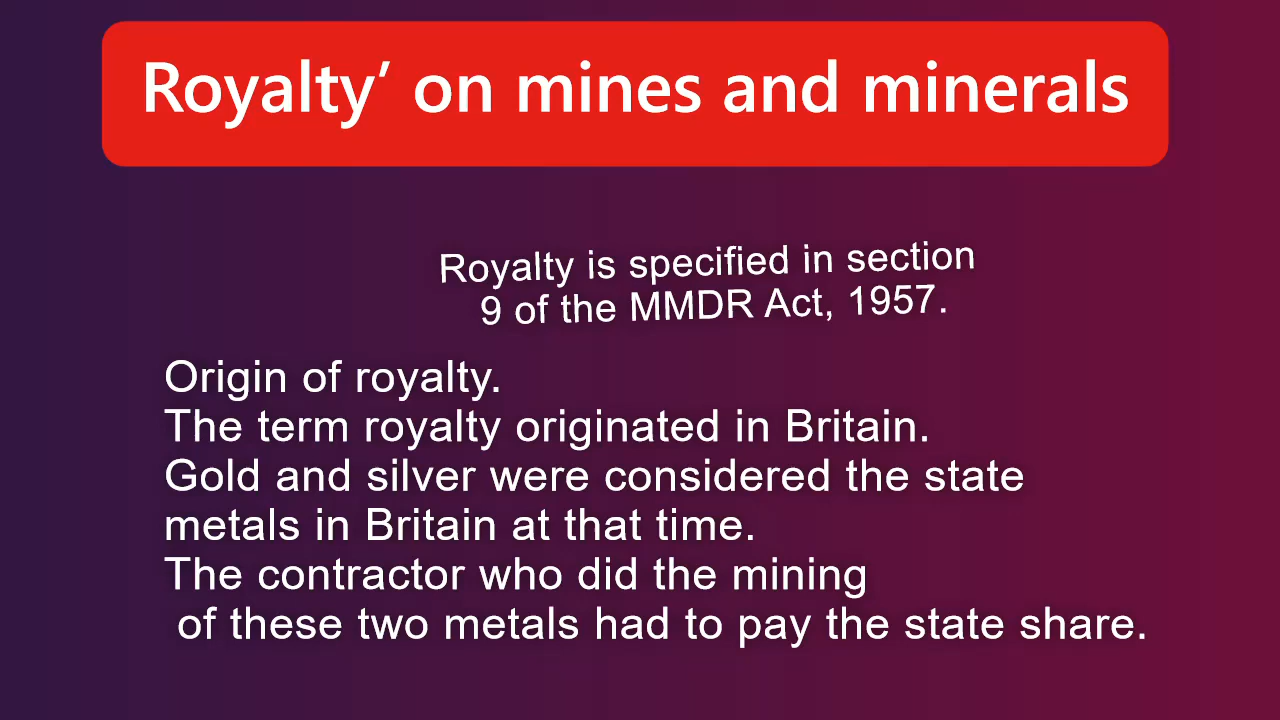 Royalty’ on mines and minerals
Royalty is specified in section
9 of the MMDR Act, 1957.
Origin of royalty.
The term royalty originated in Britain.
Gold and silver were considered the state
metals in Britain at that time.
The contractor who did the mining
of these two metals had to pay the state share.